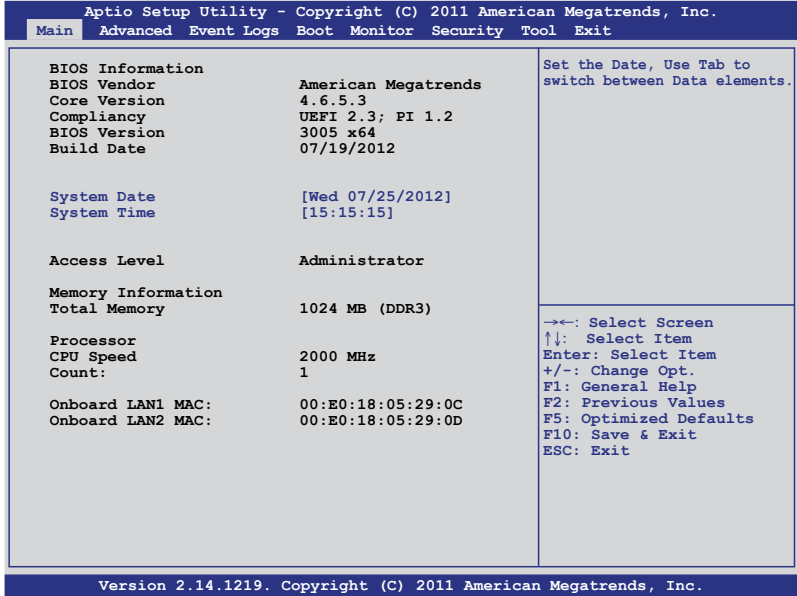 Aptio Setup Utility - Copyright (C) 2011 American Megatrends, Inc.
Main Advanced Event Logs Boot Monitor Security Tool Exit
BIOS Information
BIOS Vendor American Megatrends
Core Version 4.6.5.3
Compliancy UEFI 2.3; PI 1.2
BIOS Version 3005 x64
Build Date 07/19/2012
System Date [Wed 07/25/2012]
System Time [15:15:15]
Access Level Administrator
Memory Information
Total Memory 1024 MB (DDR3)
Processor
CPU Speed 2000 MHz
Count: 1
Onboard LAN1 MAC: 00:E0:18:05:29:0C
Onboard LAN2 MAC: 00:E0:18:05:29:0D
Set the Date, Use Tab to
switch between Data elements.
→←: Select Screen
↑↓: Select Item
Enter: Select Item
+/-: Change Opt.
F1: General Help
F2: Previous Values
F5: Optimized Defaults
F10: Save & Exit
ESC: Exit
Version 2.14.1219. Copyright (C) 2011 American Megatrends, Inc.